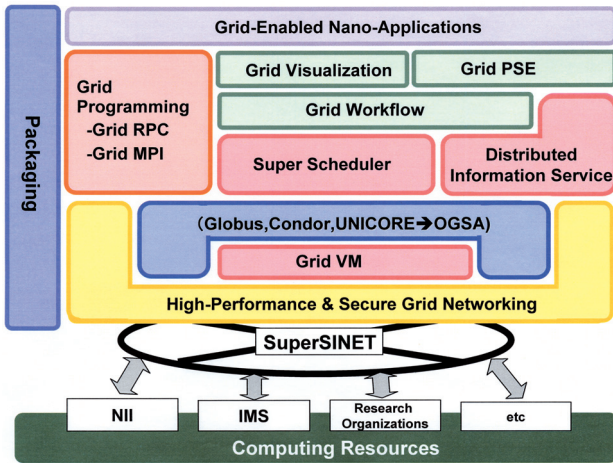 Grid-Enabled Nano-Applications
Packaging
Grid
Programming
-Grid RPC
-Grid MPI
Grid Visualization
Grid PSE
Grid Workflow
Super Scheduler
Distributed
Information Service
(Globus,Condor,UNICORE➔OGSA)
Grid VM
High-Performance & Secure Grid Networking
SuperSINET
NII
IMS
Research
Organizations
etc
Computing Resources